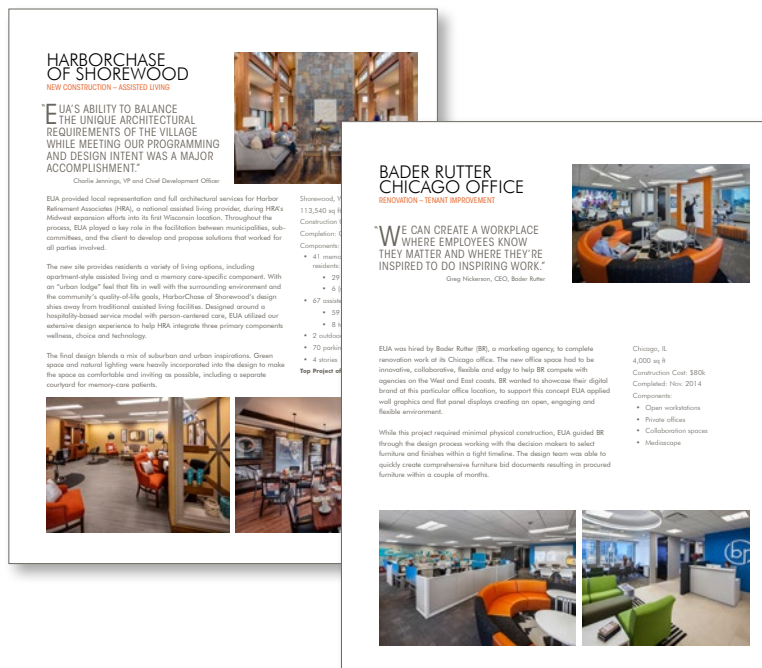 HARBORCHASE
OF SHOREWOOD
NEW CONSTRUCTION – ASSISTED LIVING
“EUA’S ABILITY TO BALANCE
THE UNIQUE ARCHITECTURAL
REQUIREMENTS OF THE VILLAGE
WHILE MEETING OUR PROGRAMMING
AND DESIGN INTENT WAS A MAJOR
ACCOMPLISHMENT.”
Charlie Jennings, VP and Chief Development Officer
EUA provided local representation and full architectural services for Harbor
Retirement Associates (HRA), a national assisted living provider, during HRA’s
Midwest expansion efforts into its first Wisconsin location. Throughout the
process, EUA played a key role in the facilitation between municipalities, sub-
committees, and the client to develop and propose solutions that worked for
all parties involved.
The new site provides residents a variety of living options, including
apartment-style assisted living and a memory care-specific component. With
an “urban lodge” feel that fits in well with the surrounding environment and
the community’s quality-of-life goals, HarborChase of Shorewood’s design
shies away from traditional assisted living facilities. Designed around a
hospitality-based service model with person-centered care, EUA utilized our
extensive design experience to help HRA integrate three primary components
wellness, choice and technology.
The final design blends a mix of suburban and urban inspirations. Green
space and natural lighting were heavily incorporated into the design to make
the space as comfortable and inviting as possible, including a separate
courtyard for memory-care patients.
Shorewood, W
113,540 sq ft
Construction
Completion:
Components:
• 41 memo
residents:
• 29
• 6 (
• 67 assiste
• 59
• 8
• 2 outdoo
• 70 parkin
• 4 stories
Top Project of
BADER RUTTER
CHICAGO OFFICE
RENOVATION – TENANT IMPROVEMENT
“WE CAN CREATE A WORKPLACE
WHERE EMPLOYEES KNOW
THEY MATTER AND WHERE THEY’RE
INSPIRED TO DO INSPIRING WORK.”
Greg Nickerson, CEO, Bader Rutter
EUA was hired by Bader Rutter (BR), a marketing agency, to complete
renovation work at its Chicago office. The new office space had to be
innovative, collaborative, flexible and edgy to help BR compete with
agencies on the West and East coasts. BR wanted to showcase their digital
brand at this particular office location, to support this concept EUA applied
wall graphics and flat panel displays creating an open, engaging and
flexible environment.
While this project required minimal physical construction, EUA guided BR
through the design process working with the decision makers to select
furniture and finishes within a tight timeline. The design team was able to
quickly create comprehensive furniture bid documents resulting in procured
furniture within a couple of months.
Chicago, IL
4,000 sq ft
Construction Cost: $80k
Completed: Nov. 2014
Components:
• Open workstations
• Private offices
• Collaboration spaces
• Mediascape
br